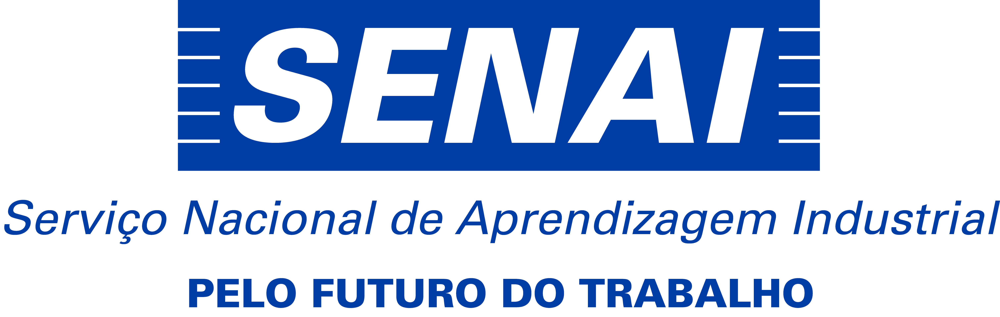 SENAI
Serviço Nacional de Aprendizagem Industrial
PELO FUTURO DO TRABALHO